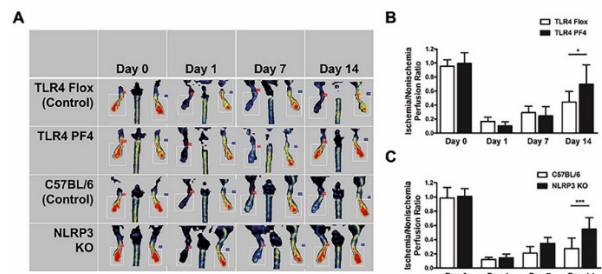 A
Day 0 Day 1 Day 7 Day 14
TLR4 Flox
(Control)
TLR4 PF4
C57BL/6
(Control)
NLRP3
KO
B
TLR4 Flox
TLR4 PF4
Ischemia/Nonischemia
Perfusion Ratio
1.2
1.0
0.8
0.6
0.4
0.2
0.0
*
Day 0 Day 1 Day 7 Day 14
C
C57BL/6
NLRP3 KO
Ischemia/Nonischemia
Perfusion Ratio
1.2
1.0
0.8
0.6
0.4
0.2
0.0
***